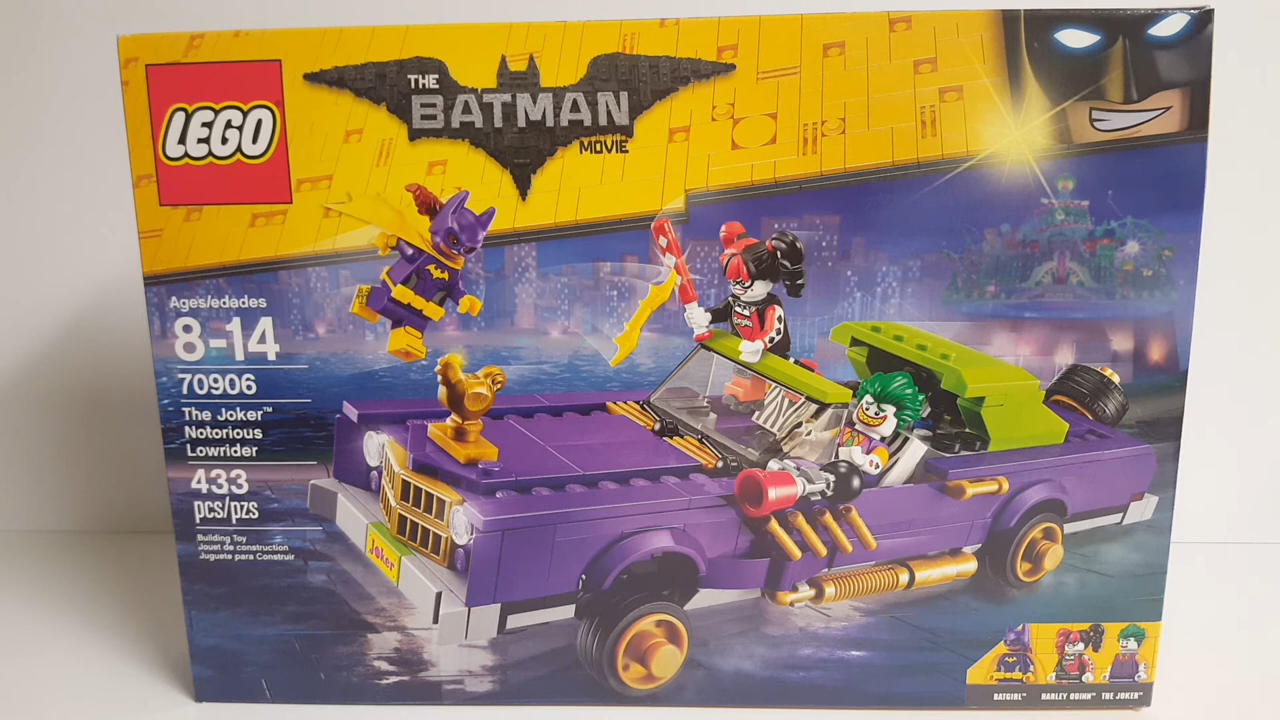 LEGO
THE
BATMAN
MOVIE
Ages/edades
8-14
70906
The Joker™
Notorious
Lowrider
433
pcs/pzs
Building Toy
Jouet de construction
Juguete para Construir
Joker
BATGIRL™ HARLEY QUINN™ THE JOKER™